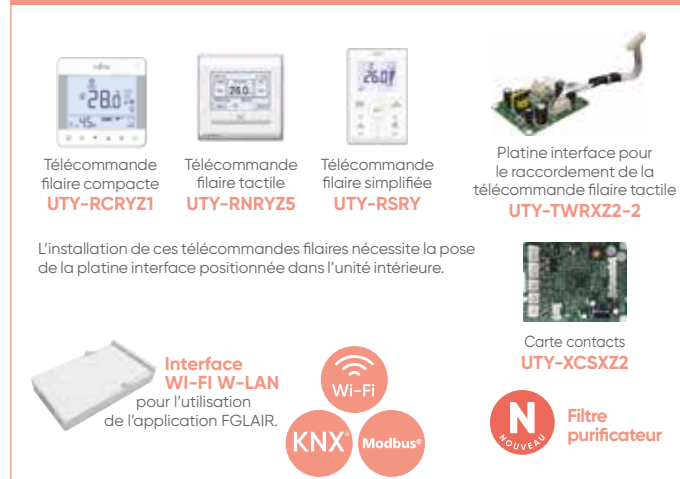 28.0
45
26.0
26.0
Télécommande
filaire compacte
UTY-RCRYZ1
Télécommande
filaire tactile
UTY-RNRYZ5
Télécommande
filaire simplifiée
UTY-RSRY
Platine interface pour
le raccordement de la
télécommande filaire tactile
UTY-TWRXZ2-2
L'installation de ces télécommandes filaires nécessite la pose
de la platine interface positionnée dans l'unité intérieure.
Carte contacts
UTY-XCSXZ2
Interface
WI-FI W-LAN
pour l'utilisation
de l'application FGLAIR.
Wi-Fi
KNX®
Modbus®
N
NOUVEAU
Filtre
purificateur